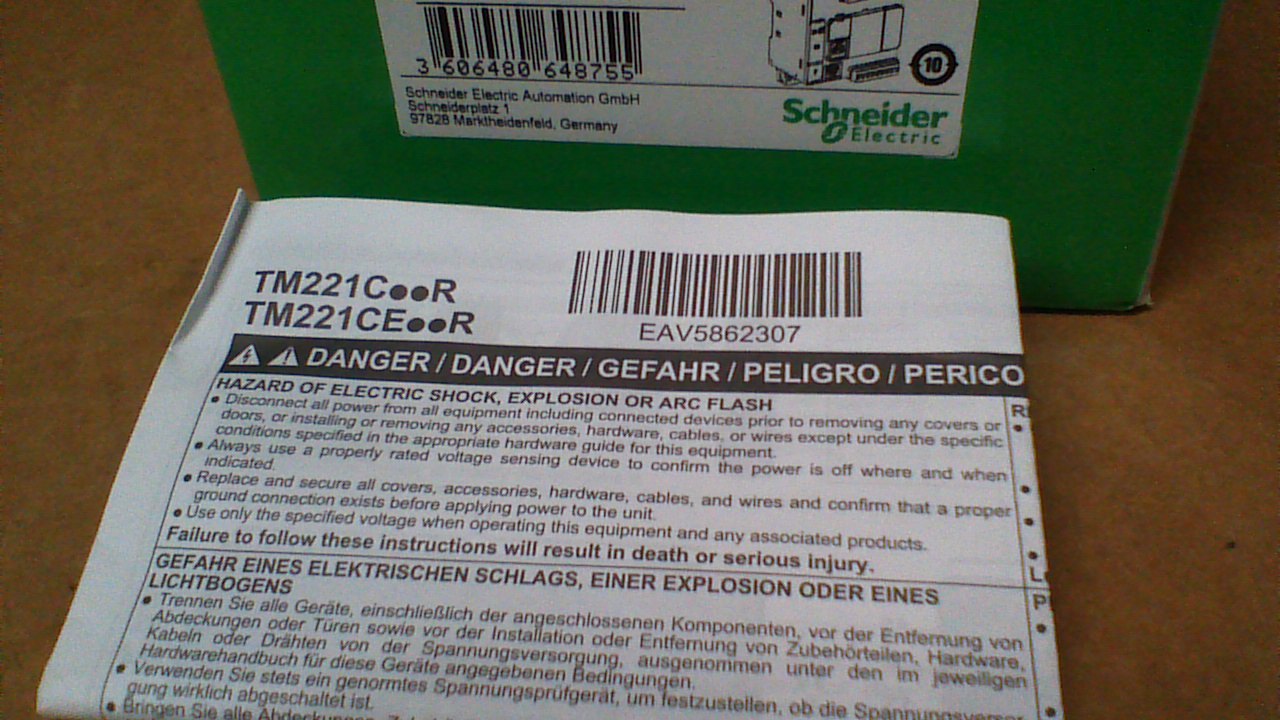 3 606480 648755
10
Schneider Electric Automation GmbH
Schneiderplatz 1
97828 Marktheidenfeld, Germany
Schneider
Electric
TM221C●●R
TM221CE●●R
EAV5862307
DANGER / DANGER / GEFAHR / PELIGRO / PERICO
HAZARD OF ELECTRIC SHOCK, EXPLOSION OR ARC FLASH
● Disconnect all power from all equipment including connected devices prior to removing any covers or
doors, or installing or removing any accessories, hardware, cables, or wires except under the specific
conditions specified in the appropriate hardware guide for this equipment.
● Always use a properly rated voltage sensing device to confirm the power is off where and when
indicated.
● Replace and secure all covers, accessories, hardware, cables, and wires and confirm that a proper
ground connection exists before applying power to the unit.
● Use only the specified voltage when operating this equipment and any associated products.
Failure to follow these instructions will result in death or serious injury.
GEFAHR EINES ELEKTRISCHEN SCHLAGS, EINER EXPLOSION ODER EINES
LICHTBOGENS
● Trennen Sie alle Geräte, einschließlich der angeschlossenen Komponenten, vor der Entfernung von
Abdeckungen oder Türen sowie vor der Installation oder Entfernung von Zubehörteilen, Hardware,
Kabeln oder Drähten von der Spannungsversorgung, ausgenommen unter den im jeweiligen
Hardwarehandbuch für diese Geräte angegebenen Bedingungen.
● Verwenden Sie stets ein genormtes Spannungsprüfgerät, um festzustellen, ob die Spannungsversor-
gung wirklich abgeschaltet ist.
● Bringen Sie alle Abdeckungen,